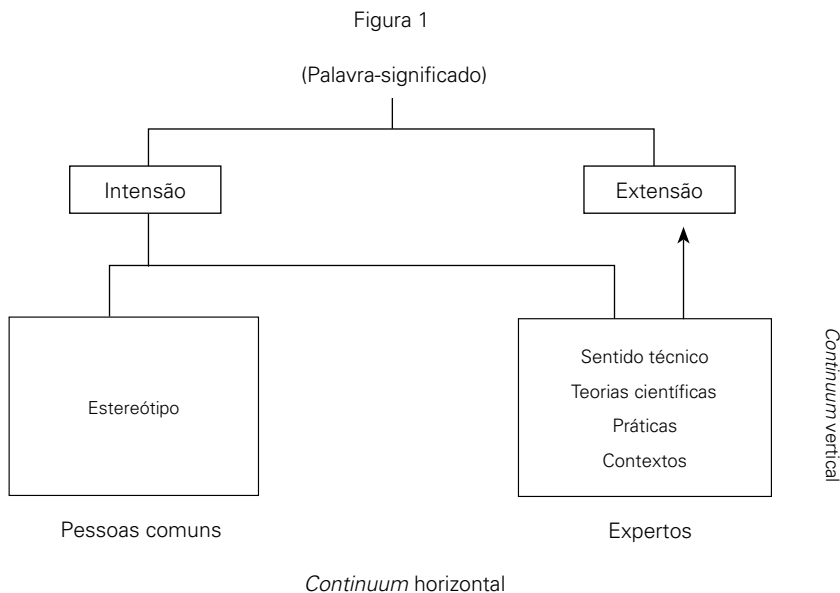 Figura 1
(Palavra-significado)
Intensão
Extensão
Estereótipo
Sentido técnico
Teorias científicas
Práticas
Contextos
Continuum vertical
Pessoas comuns
Expertos
Continuum horizontal